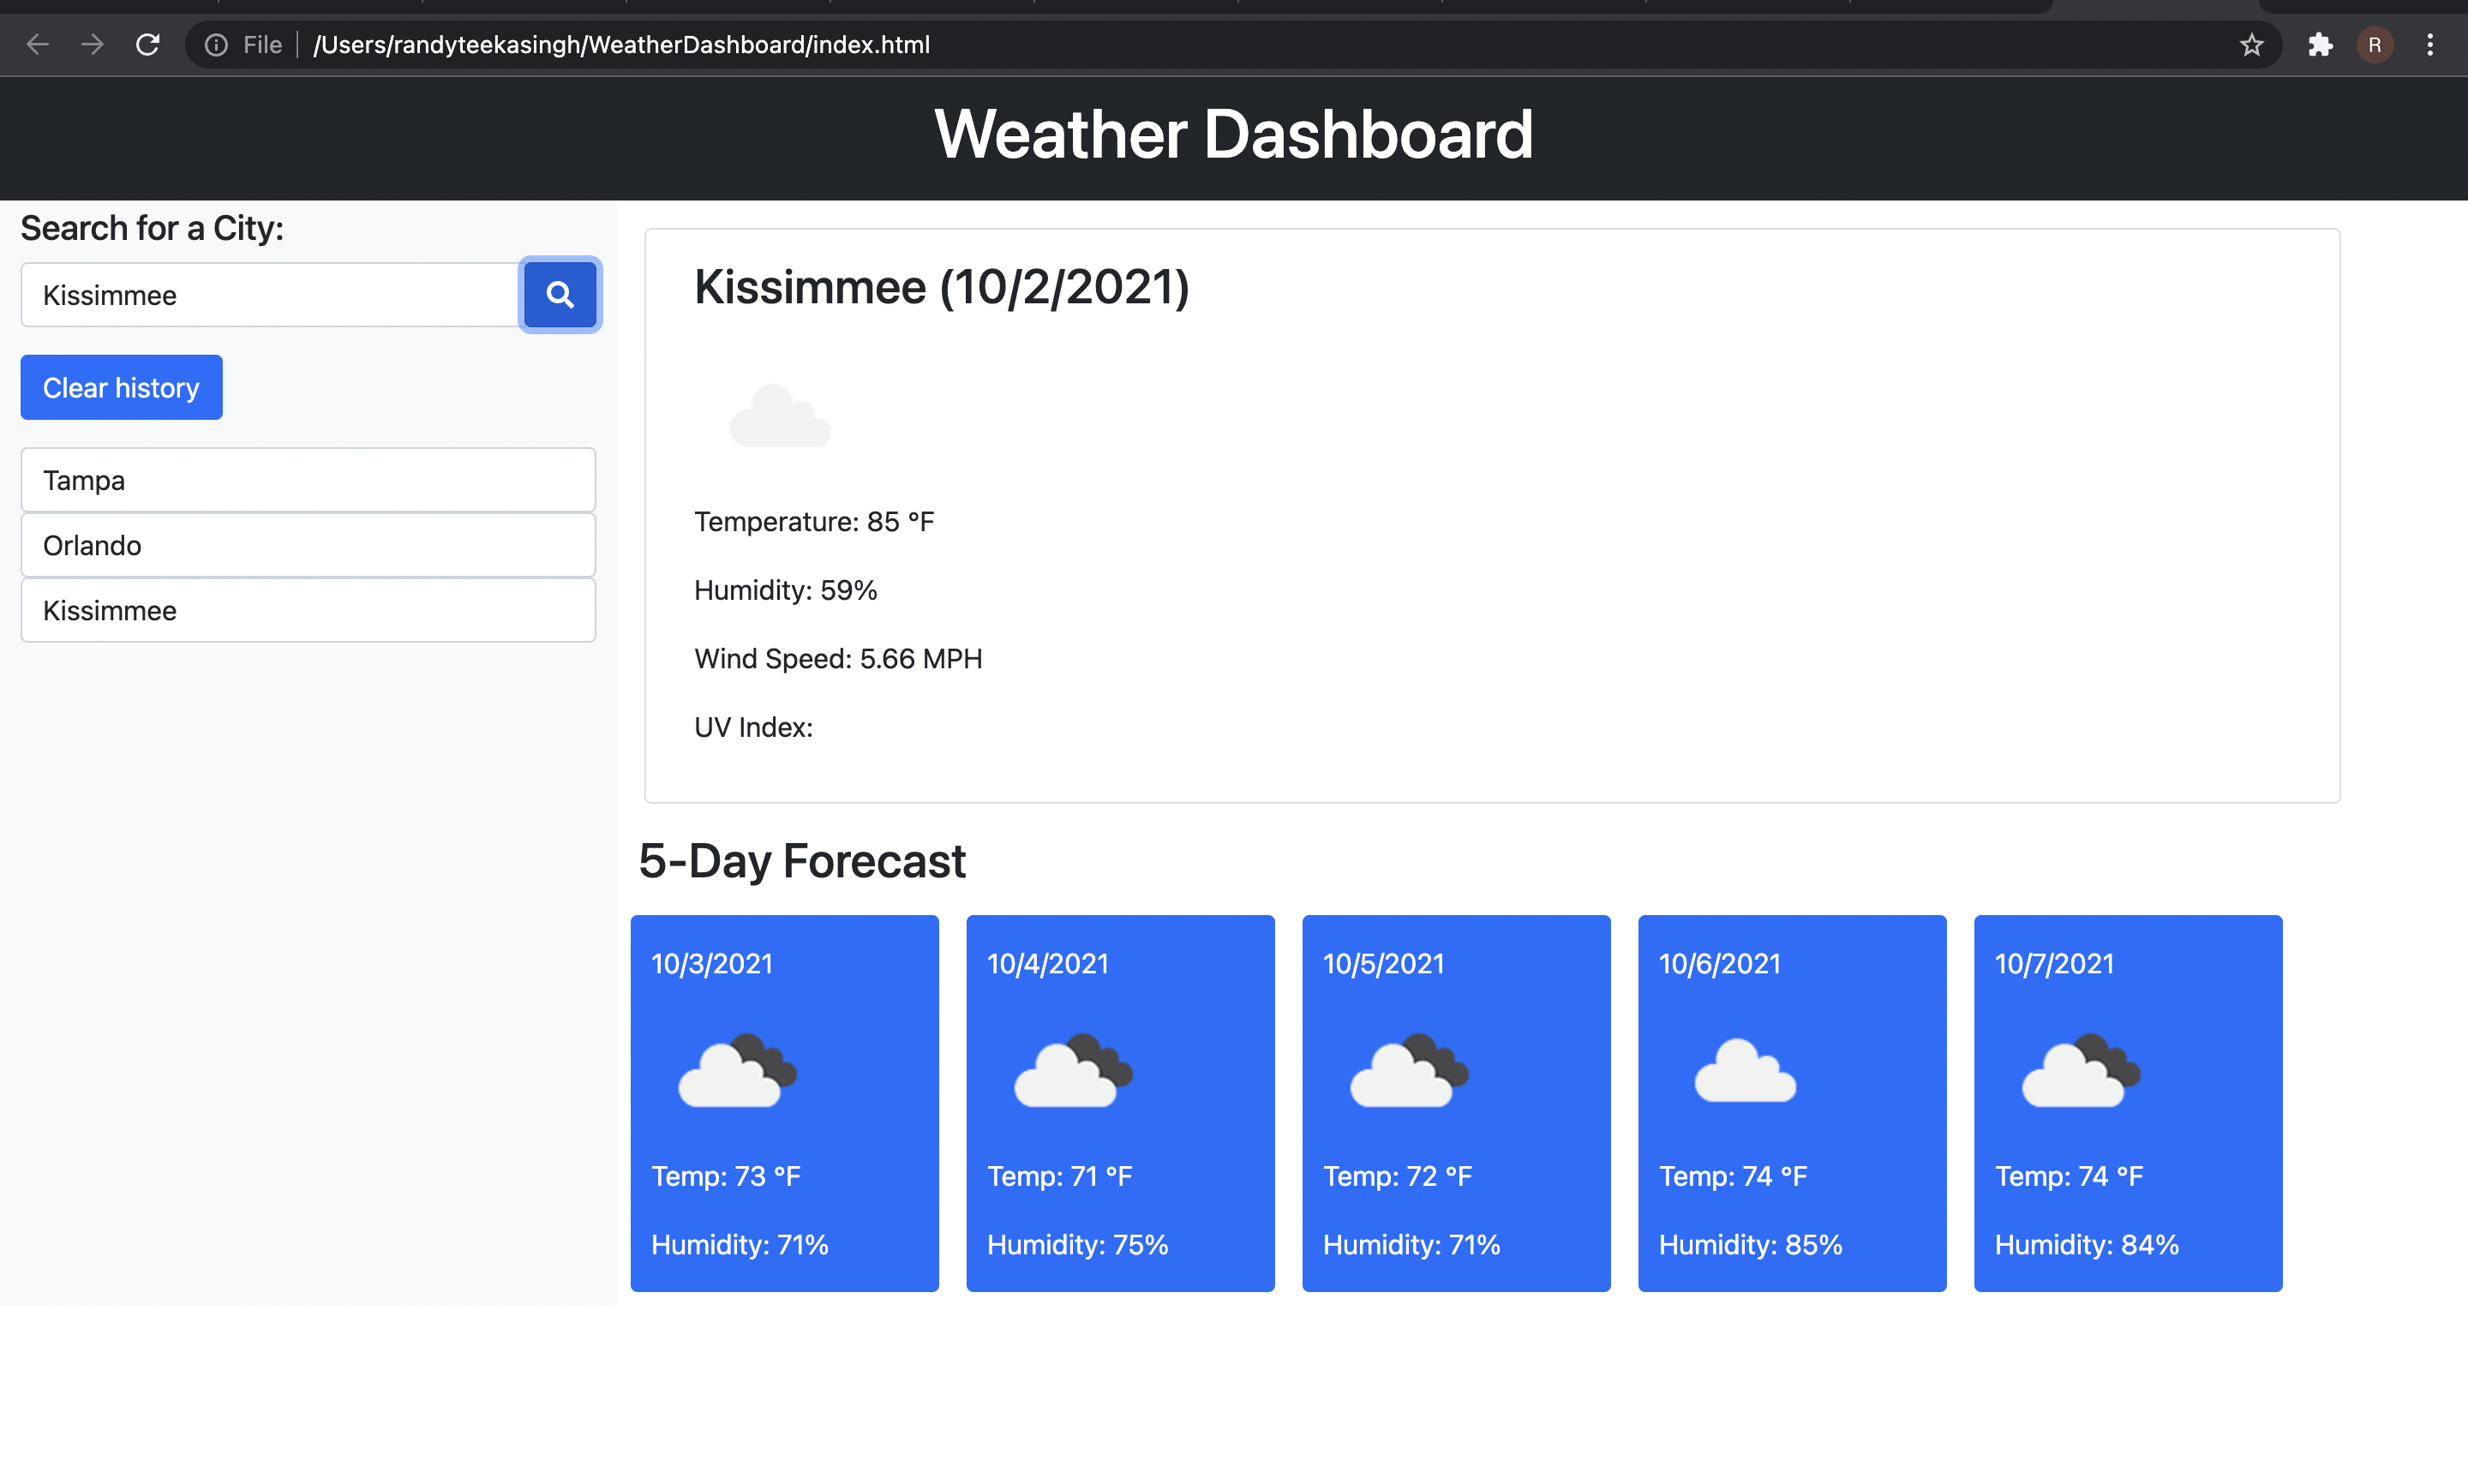 File /Users/randyteekasingh/WeatherDashboard/index.html
R
Weather Dashboard
Search for a City:
Kissimmee
Clear history
Tampa
Orlando
Kissimmee
Kissimmee (10/2/2021)
Temperature: 85 °F
Humidity: 59%
Wind Speed: 5.66 MPH
UV Index:
5-Day Forecast
10/3/2021
Temp: 73 °F
Humidity: 71%
10/4/2021
Temp: 71 °F
Humidity: 75%
10/5/2021
Temp: 72 °F
Humidity: 71%
10/6/2021
Temp: 74 °F
Humidity: 85%
10/7/2021
Temp: 74 °F
Humidity: 84%